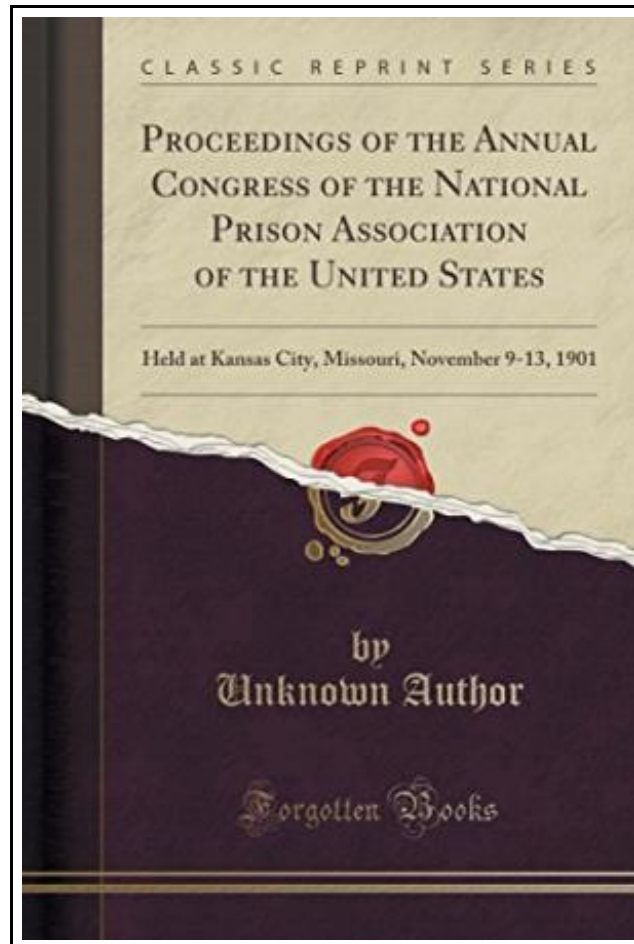 CLASSIC REPRINT SERIES
PROCEEDINGS OF THE ANNUAL
CONGRESS OF THE NATIONAL
PRISON ASSOCIATION
OF THE UNITED STATES
Held at Kansas City, Missouri, November 9-13, 1901
by
Unknown Author
Forgotten Books